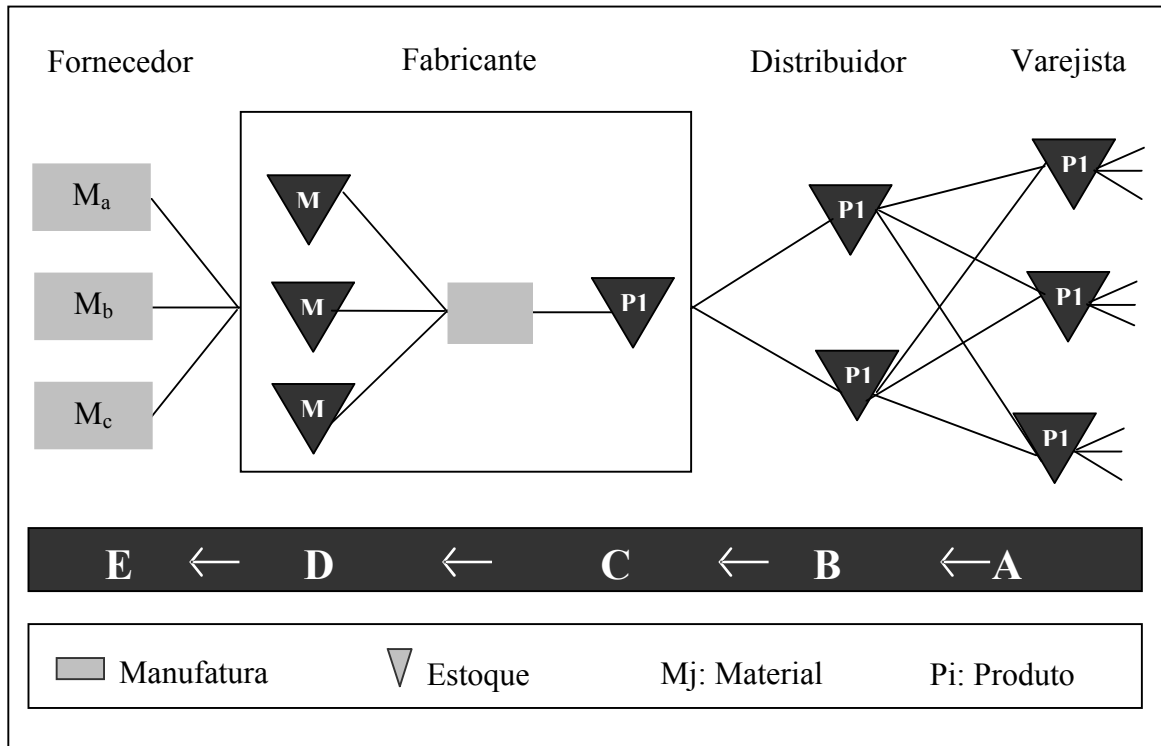 Fornecedor Fabricante Distribuidor Varejista
M P1 P1
Ma
M P1 P1
Mb
M P1 P1
Mc
E ← D ← C ← B ← A
Manufatura Estoque Mj: Material Pi: Produto